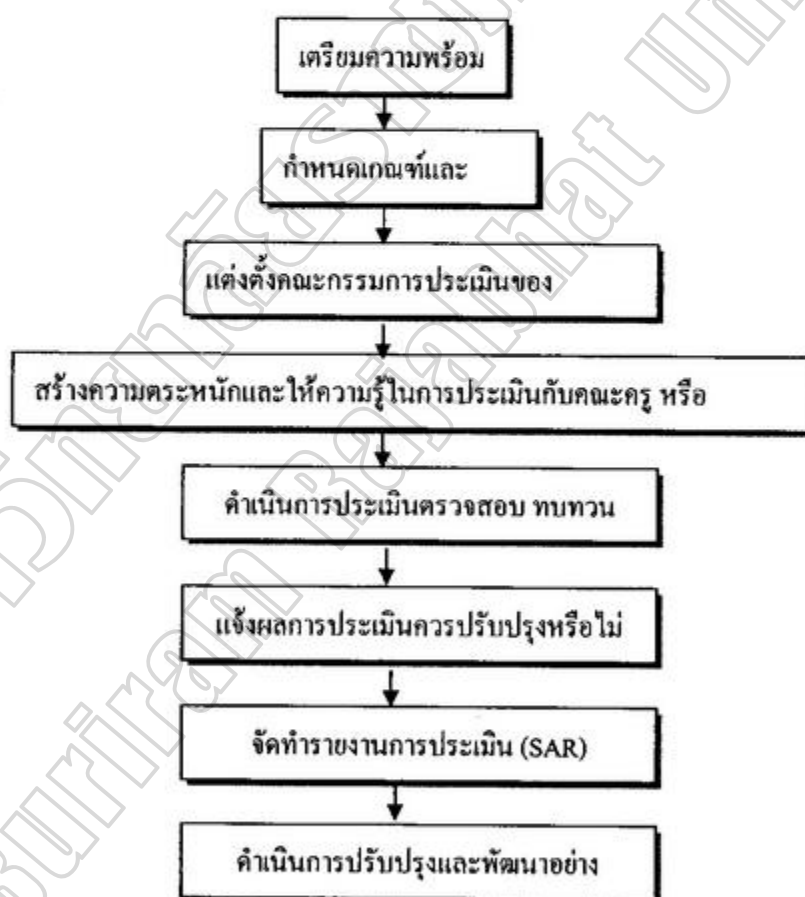 เตรียมความพร้อม
กำหนดเกณฑ์และ
แต่งตั้งคณะกรรมการประเมินของ
สร้างความตระหนักและให้ความรู้ในการประเมินกับคณะครู หรือ
ดำเนินการประเมินตรวจสอบ ทบทวน
แจ้งผลการประเมินควรปรับปรุงหรือไม่
จัดทำรายงานการประเมิน (SAR)
ดำเนินการปรับปรุงและพัฒนาอย่าง
Buriram Rajabhat Uni